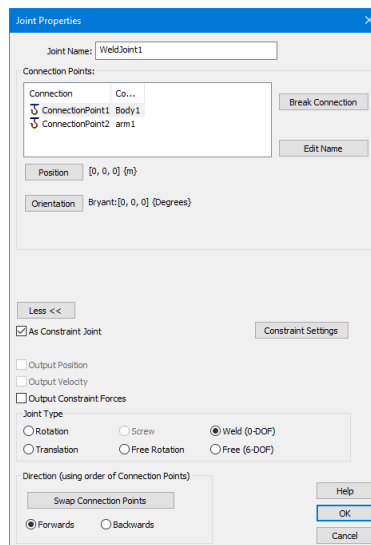 Joint Properties
Joint Name: WeldJoint1
Connection Points:
Connection Co...
ConnectionPoint1 Body1
ConnectionPoint2 arm1
Break Connection
Edit Name
Position [0, 0, 0] {m}
Orientation Bryant:[0, 0, 0] {Degrees}
Less <<
As Constraint Joint
Constraint Settings
Output Position
Output Velocity
Output Constraint Forces
Joint Type
Rotation Screw Weld (0-DOF)
Translation Free Rotation Free (6-DOF)
Direction (using order of Connection Points)
Swap Connection Points
Forwards Backwards
Help
OK
Cancel